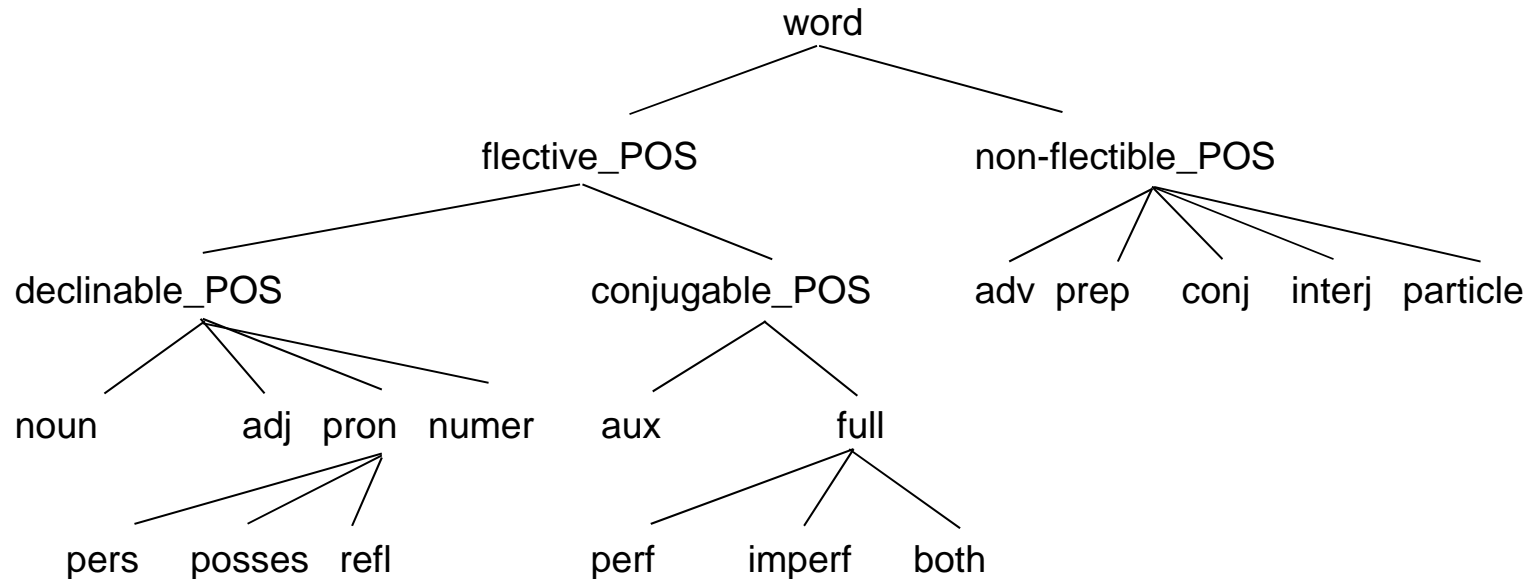 word
flective_POS non-flectible_POS
declinable_POS conjugable_POS adv prep conj interj particle
noun adj pron numer aux full
pers posses refl perf imperf both